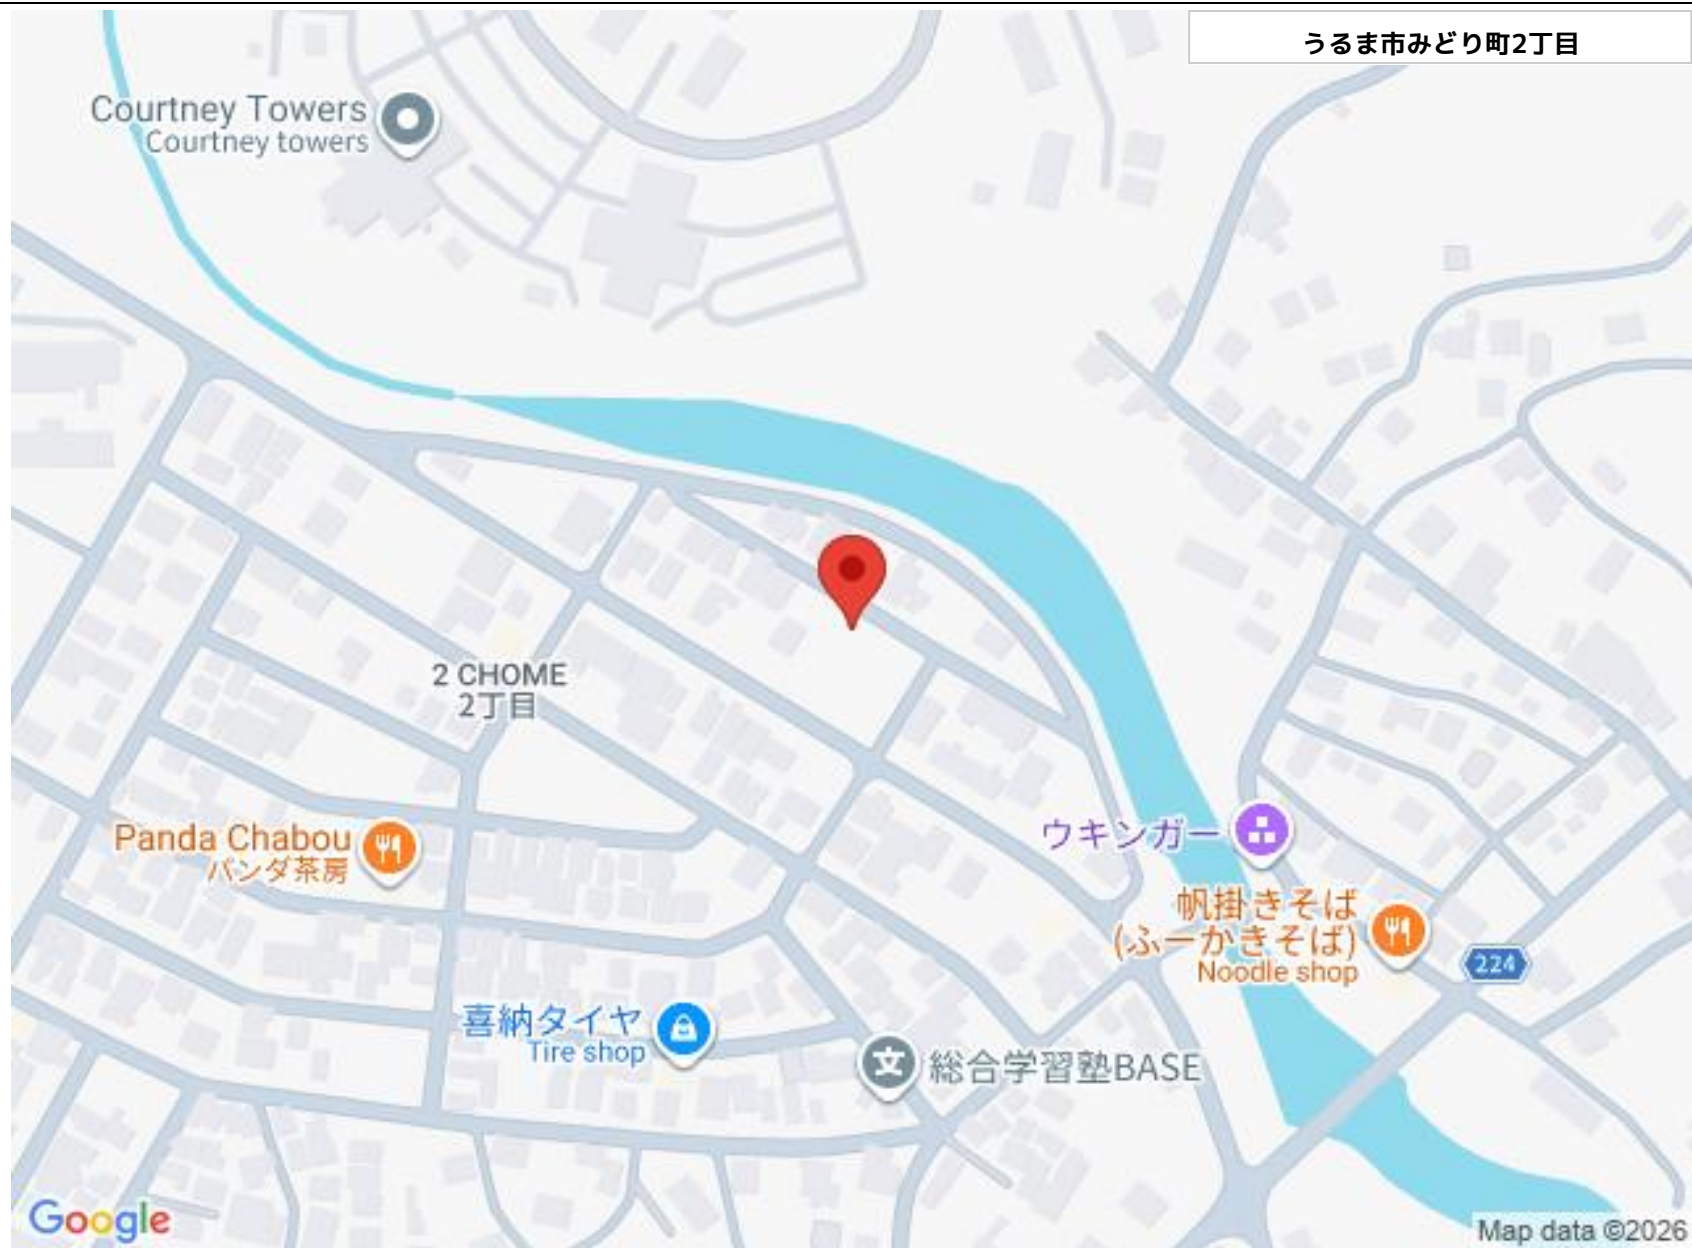 うるま市みどり町2丁目
Courtney Towers
Courtney towers
2 CHOME
2丁目
Panda Chabou
パンダ茶房
ウキンガー
帆掛きそば
(ふーかきそば)
Noodle shop
224
喜納タイヤ
Tire shop
文
総合学習塾BASE
Google
Map data ©2026